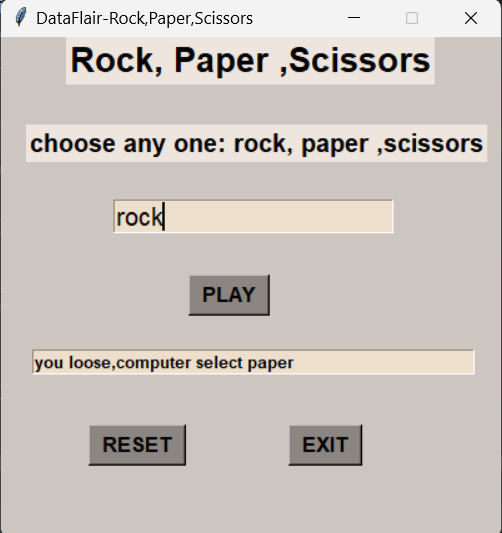 DataFlair-Rock,Paper,Scissors
Rock, Paper ,Scissors
choose any one: rock, paper ,scissors
rock
PLAY
you loose,computer select paper
RESET EXIT